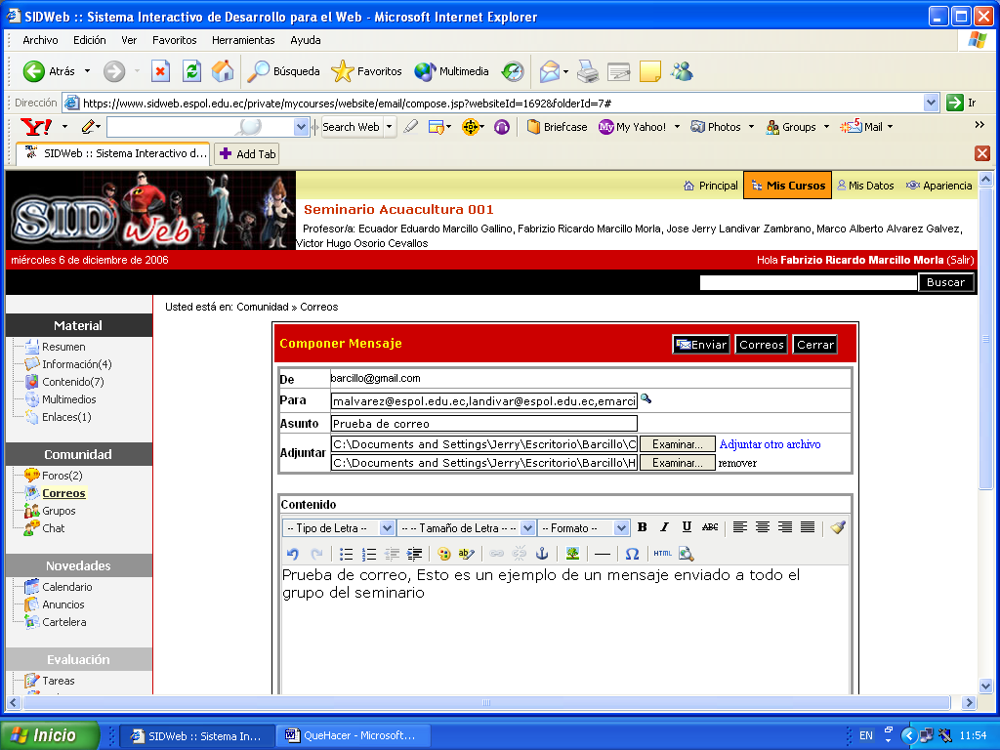 SIDWeb :: Sistema Interactivo de Desarrollo para el Web - Microsoft Internet Explorer
Archivo Edición Ver Favoritos Herramientas Ayuda
Atrás Búsqueda Favoritos Multimedia
Dirección https://www.sidweb.espol.edu.ec/private/mycourses/website/email/compose.jsp?websiteId=1692&folderId=7# Ir
Y! Search Web Briefcase My Yahoo! Photos Groups 5 Mail »
SIDWeb :: Sistema Interactivo d... Add Tab
SID Web
Principal Mis Cursos Mis Datos Apariencia
Seminario Acuacultura 001
Profesor/a: Ecuador Eduardo Marcillo Gallino, Fabrizio Ricardo Marcillo Morla, Jose Jerry Landivar Zambrano, Marco Alberto Alvarez Galvez,
Victor Hugo Osorio Cevallos
miércoles 6 de diciembre de 2006 Hola Fabrizio Ricardo Marcillo Morla (Salir)
Buscar
Usted está en: Comunidad » Correos
Material
Resumen
Información(4)
Contenido(7)
Multimedios
Enlaces(1)
Comunidad
Foros(2)
Correos
Grupos
Chat
Novedades
Calendario
Anuncios
Cartelera
Evaluación
Tareas
Componer Mensaje Enviar Correos Cerrar
De barcillo@gmail.com
Para malvarez@espol.edu.ec,landivar@espol.edu.ec,emarci
Asunto Prueba de correo
Adjuntar C:\Documents and Settings\Jerry\Escritorio\Barcillo\C Examinar... Adjuntar otro archivo
C:\Documents and Settings\Jerry\Escritorio\Barcillo\H Examinar... remover
Contenido
-- Tipo de Letra -- -- -- Tamaño de Letra -- -- -- Formato -- B I U ABC
Ω HTML
Prueba de correo, Esto es un ejemplo de un mensaje enviado a todo el
grupo del seminario
Inicio SIDWeb :: Sistema In... QueHacer - Microsoft... EN 11:54